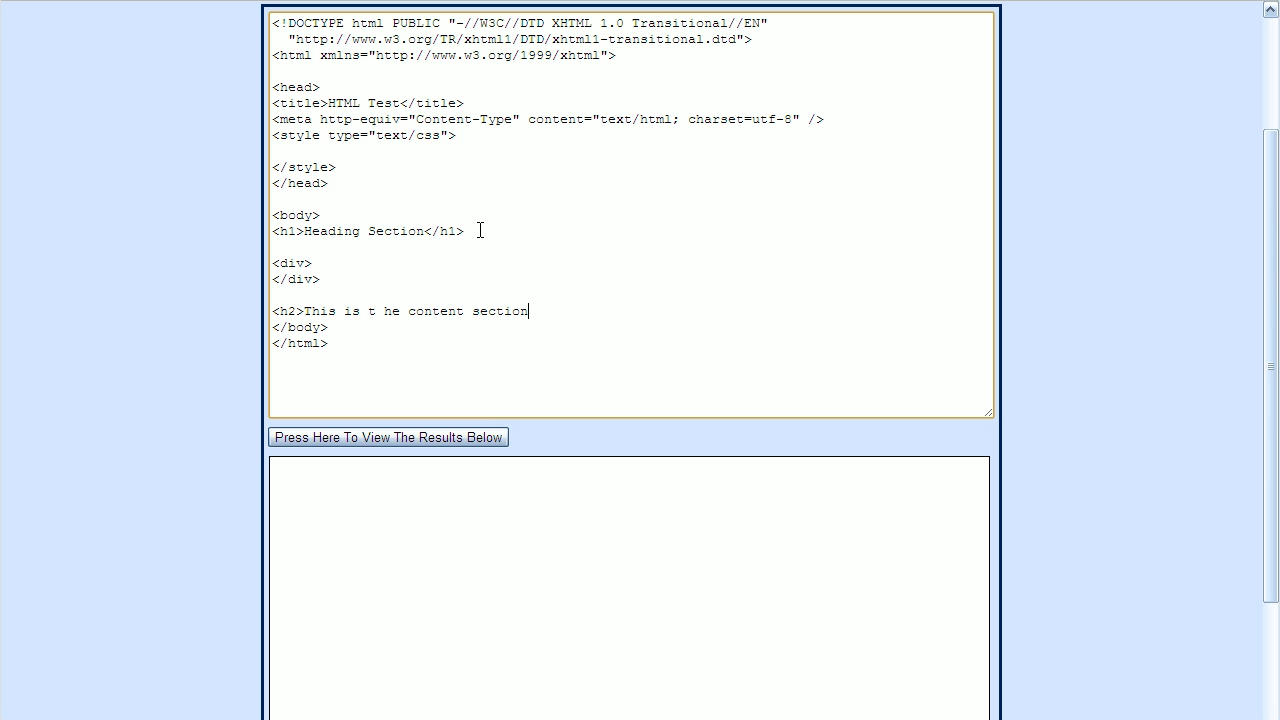 <!DOCTYPE html PUBLIC "-//W3C//DTD XHTML 1.0 Transitional//EN"
"http://www.w3.org/TR/xhtml1/DTD/xhtml1-transitional.dtd">
<html xmlns="http://www.w3.org/1999/xhtml">
<head>
<title>HTML Test</title>
<meta http-equiv="Content-Type" content="text/html; charset=utf-8" />
<style type="text/css">
</style>
</head>
<body>
<h1>Heading Section</h1>
<div>
</div>
<h2>This is t he content section
</body>
</html>
Press Here To View The Results Below